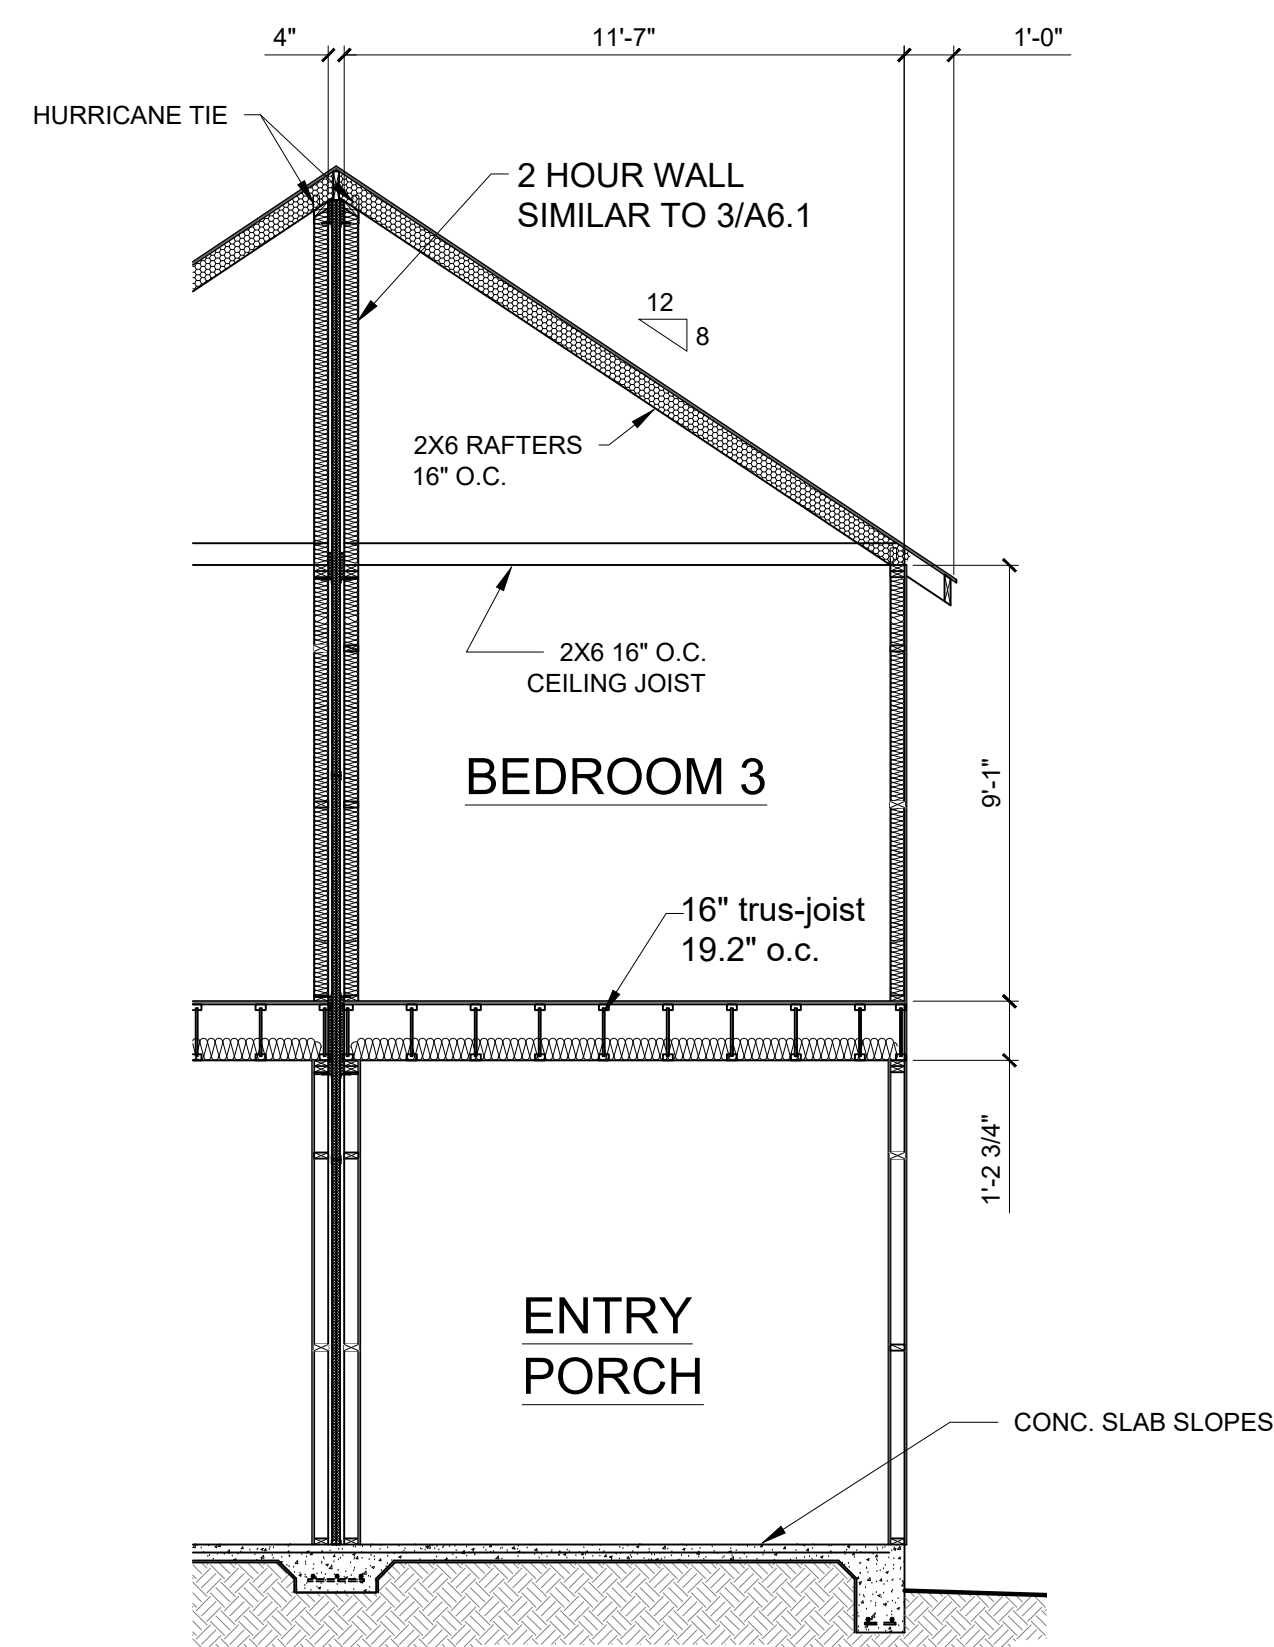 4" 11'-7" 1'-0"
HURRICANE TIE
2 HOUR WALL
SIMILAR TO 3/A6.1
12
8
2X6 RAFTERS
16" O.C.
2X6 16" O.C.
CEILING JOIST
BEDROOM 3
9'-1"
16" trus-joist
19.2" o.c.
1'-2 3/4"
ENTRY
PORCH
CONC. SLAB SLOPES